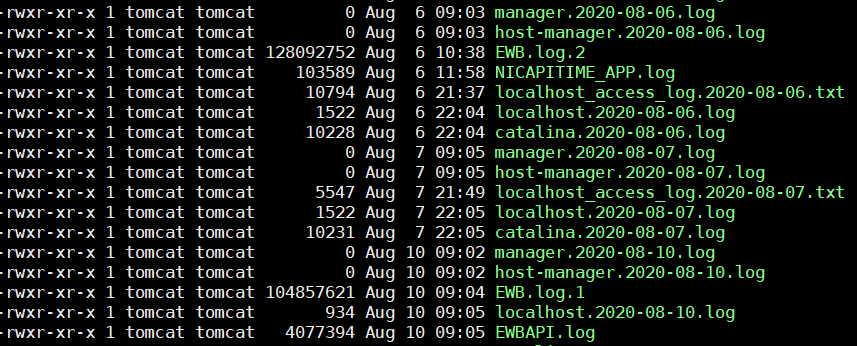 -rwxr-xr-x 1 tomcat tomcat         0 Aug  6 09:03 manager.2020-08-06.log
-rwxr-xr-x 1 tomcat tomcat         0 Aug  6 09:03 host-manager.2020-08-06.log
-rwxr-xr-x 1 tomcat tomcat 128092752 Aug  6 10:38 EWB.log.2
-rwxr-xr-x 1 tomcat tomcat    103589 Aug  6 11:58 NICAPITIME_APP.log
-rwxr-xr-x 1 tomcat tomcat     10794 Aug  6 21:37 localhost_access_log.2020-08-06.txt
-rwxr-xr-x 1 tomcat tomcat      1522 Aug  6 22:04 localhost.2020-08-06.log
-rwxr-xr-x 1 tomcat tomcat     10228 Aug  6 22:04 catalina.2020-08-06.log
-rwxr-xr-x 1 tomcat tomcat         0 Aug  7 09:05 manager.2020-08-07.log
-rwxr-xr-x 1 tomcat tomcat         0 Aug  7 09:05 host-manager.2020-08-07.log
-rwxr-xr-x 1 tomcat tomcat      5547 Aug  7 21:49 localhost_access_log.2020-08-07.txt
-rwxr-xr-x 1 tomcat tomcat      1522 Aug  7 22:05 localhost.2020-08-07.log
-rwxr-xr-x 1 tomcat tomcat     10231 Aug  7 22:05 catalina.2020-08-07.log
-rwxr-xr-x 1 tomcat tomcat         0 Aug 10 09:02 manager.2020-08-10.log
-rwxr-xr-x 1 tomcat tomcat         0 Aug 10 09:02 host-manager.2020-08-10.log
-rwxr-xr-x 1 tomcat tomcat 104857621 Aug 10 09:04 EWB.log.1
-rwxr-xr-x 1 tomcat tomcat       934 Aug 10 09:05 localhost.2020-08-10.log
-rwxr-xr-x 1 tomcat tomcat   4077394 Aug 10 09:05 EWBAPI.log